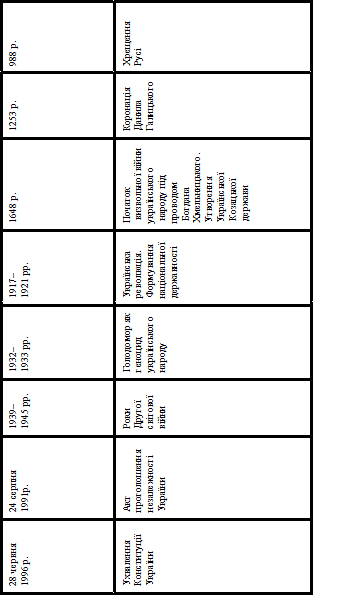 28 червня
1996 р.
24 серпня
1991р.
1939–
1945 рр.
1932–
1933 рр.
1917–
1921 рр.
1648 р.
1253 р.
988 р.
Ухвалення
Конституції
України
Акт
проголошення
незалежності
України
Роки
Другої
світової
війни
Голодомор як
геноцид
українського
народу
Українська
революція.
Формування
національної
державності
Початок
визвольної війни
українського
народу під
проводом
Богдана
Хмельницького.
Утворення
Української
Козацької
держави
Коронація
Данила
Галицького
Хрещення
Русі